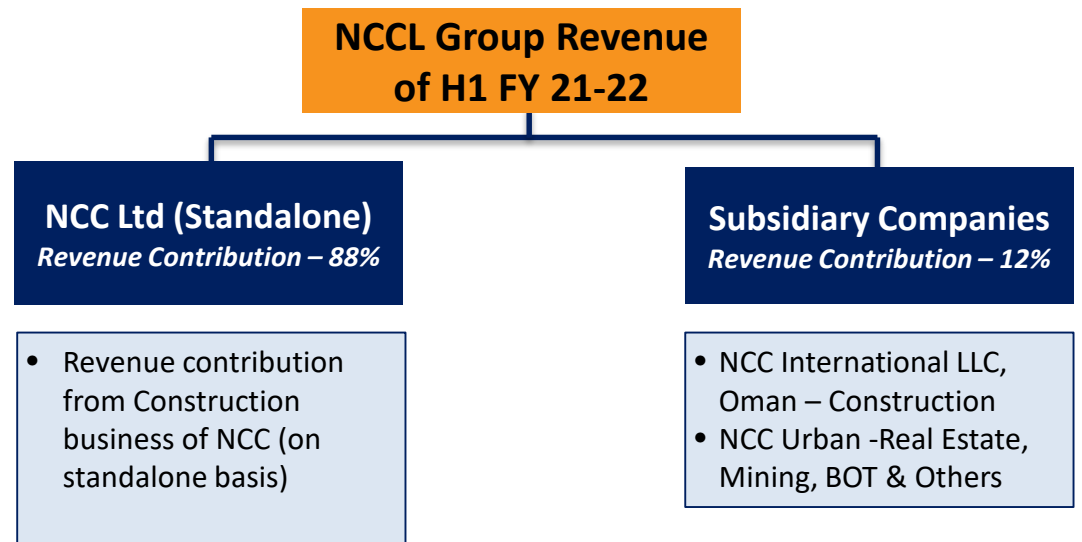 NCCL Group Revenue
of H1 FY 21-22
NCC Ltd (Standalone)
Revenue Contribution – 88%
• Revenue contribution
from Construction
business of NCC (on
standalone basis)
Subsidiary Companies
Revenue Contribution – 12%
• NCC International LLC,
Oman – Construction
• NCC Urban -Real Estate,
Mining, BOT & Others